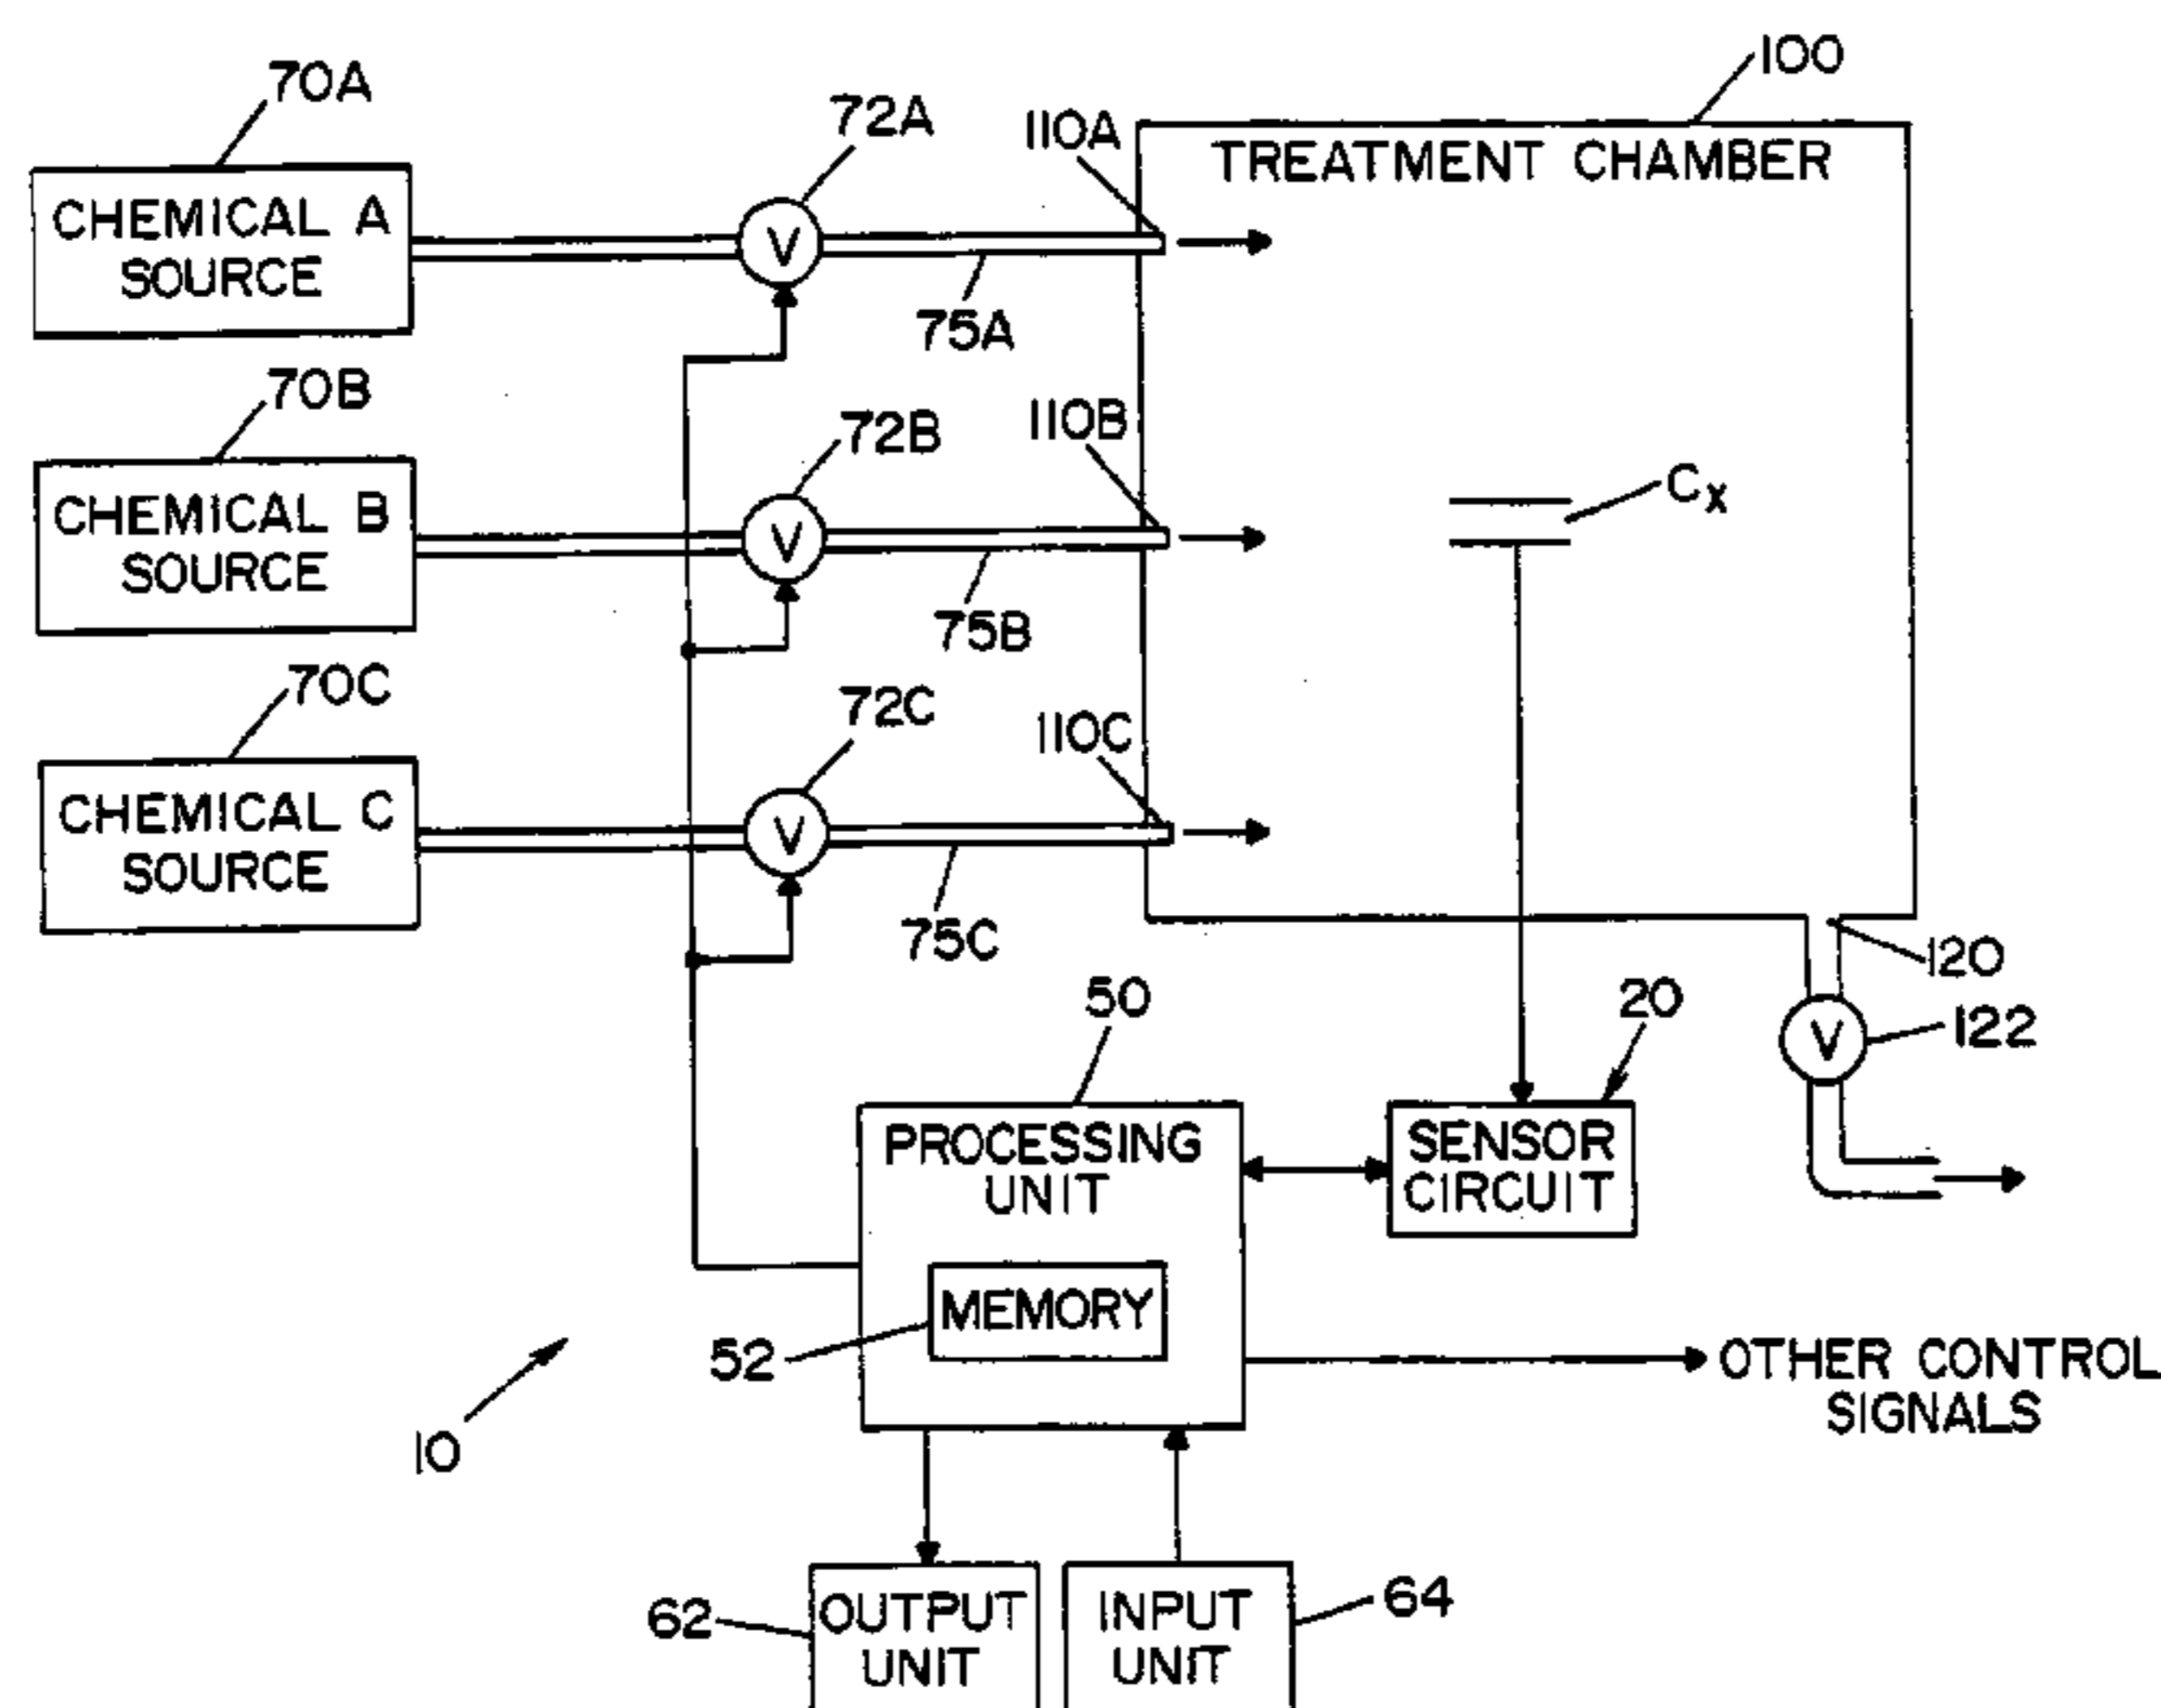 100
70A
72A
110A
TREATMENT CHAMBER
CHEMICAL A
SOURCE
V
75A
70B
72B
110B
CHEMICAL B
SOURCE
V
Cx
75B
70C
72C
110C
CHEMICAL C
SOURCE
V
75C
120
50
20
V
122
PROCESSING
UNIT
SENSOR
CIRCUIT
MEMORY
52
OTHER CONTROL
SIGNALS
10
62
OUTPUT
UNIT
INPUT
UNIT
64